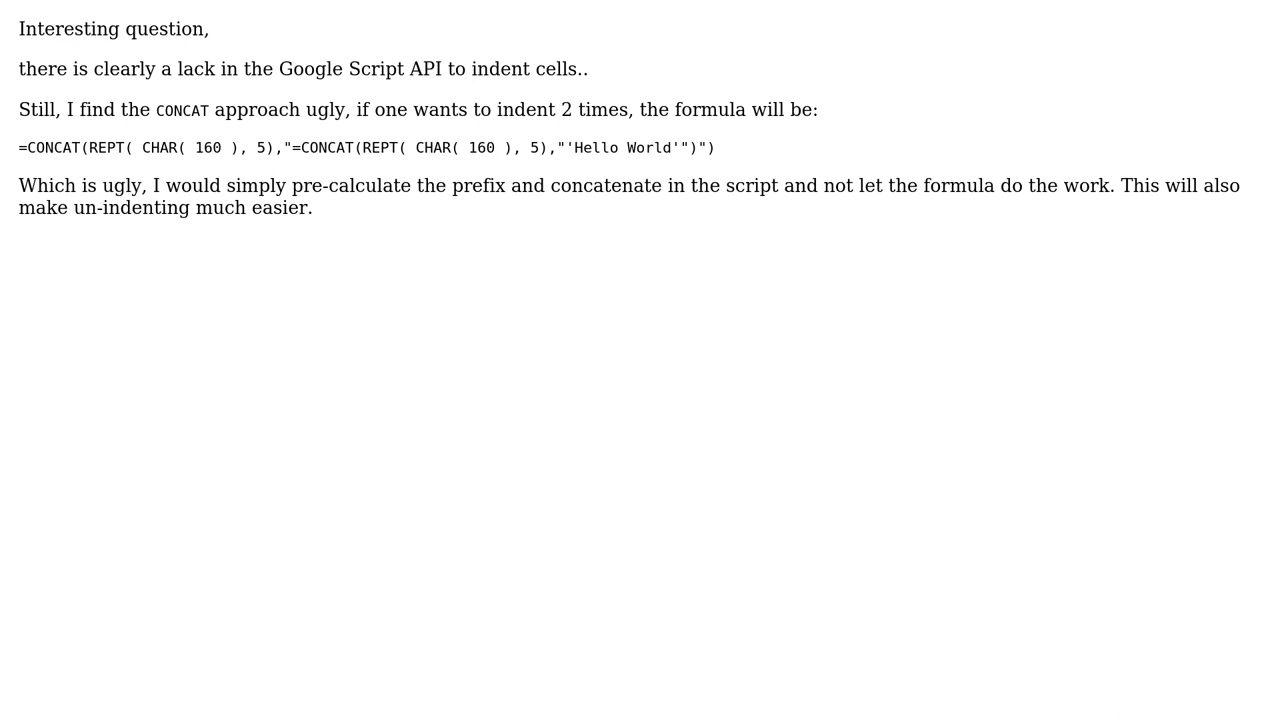 Interesting question,
there is clearly a lack in the Google Script API to indent cells..
Still, I find the CONCAT approach ugly, if one wants to indent 2 times, the formula will be:
=CONCAT(REPT( CHAR( 160 ), 5),"=CONCAT(REPT( CHAR( 160 ), 5),"'Hello World'")")
Which is ugly, I would simply pre-calculate the prefix and concatenate in the script and not let the formula do the work. This will also
make un-indenting much easier.